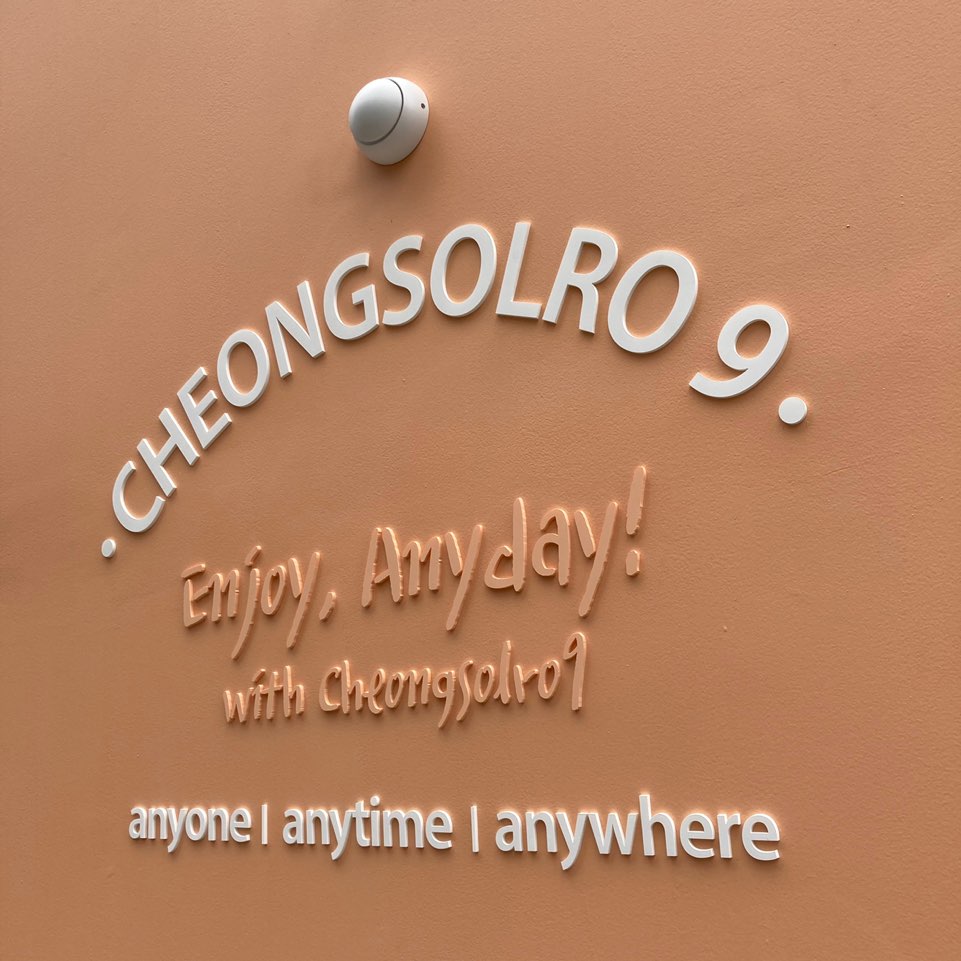 ·CHEONGSOLRO 9·
Enjoy, Anyday!
with Cheongsolro9
anyone | anytime | anywhere